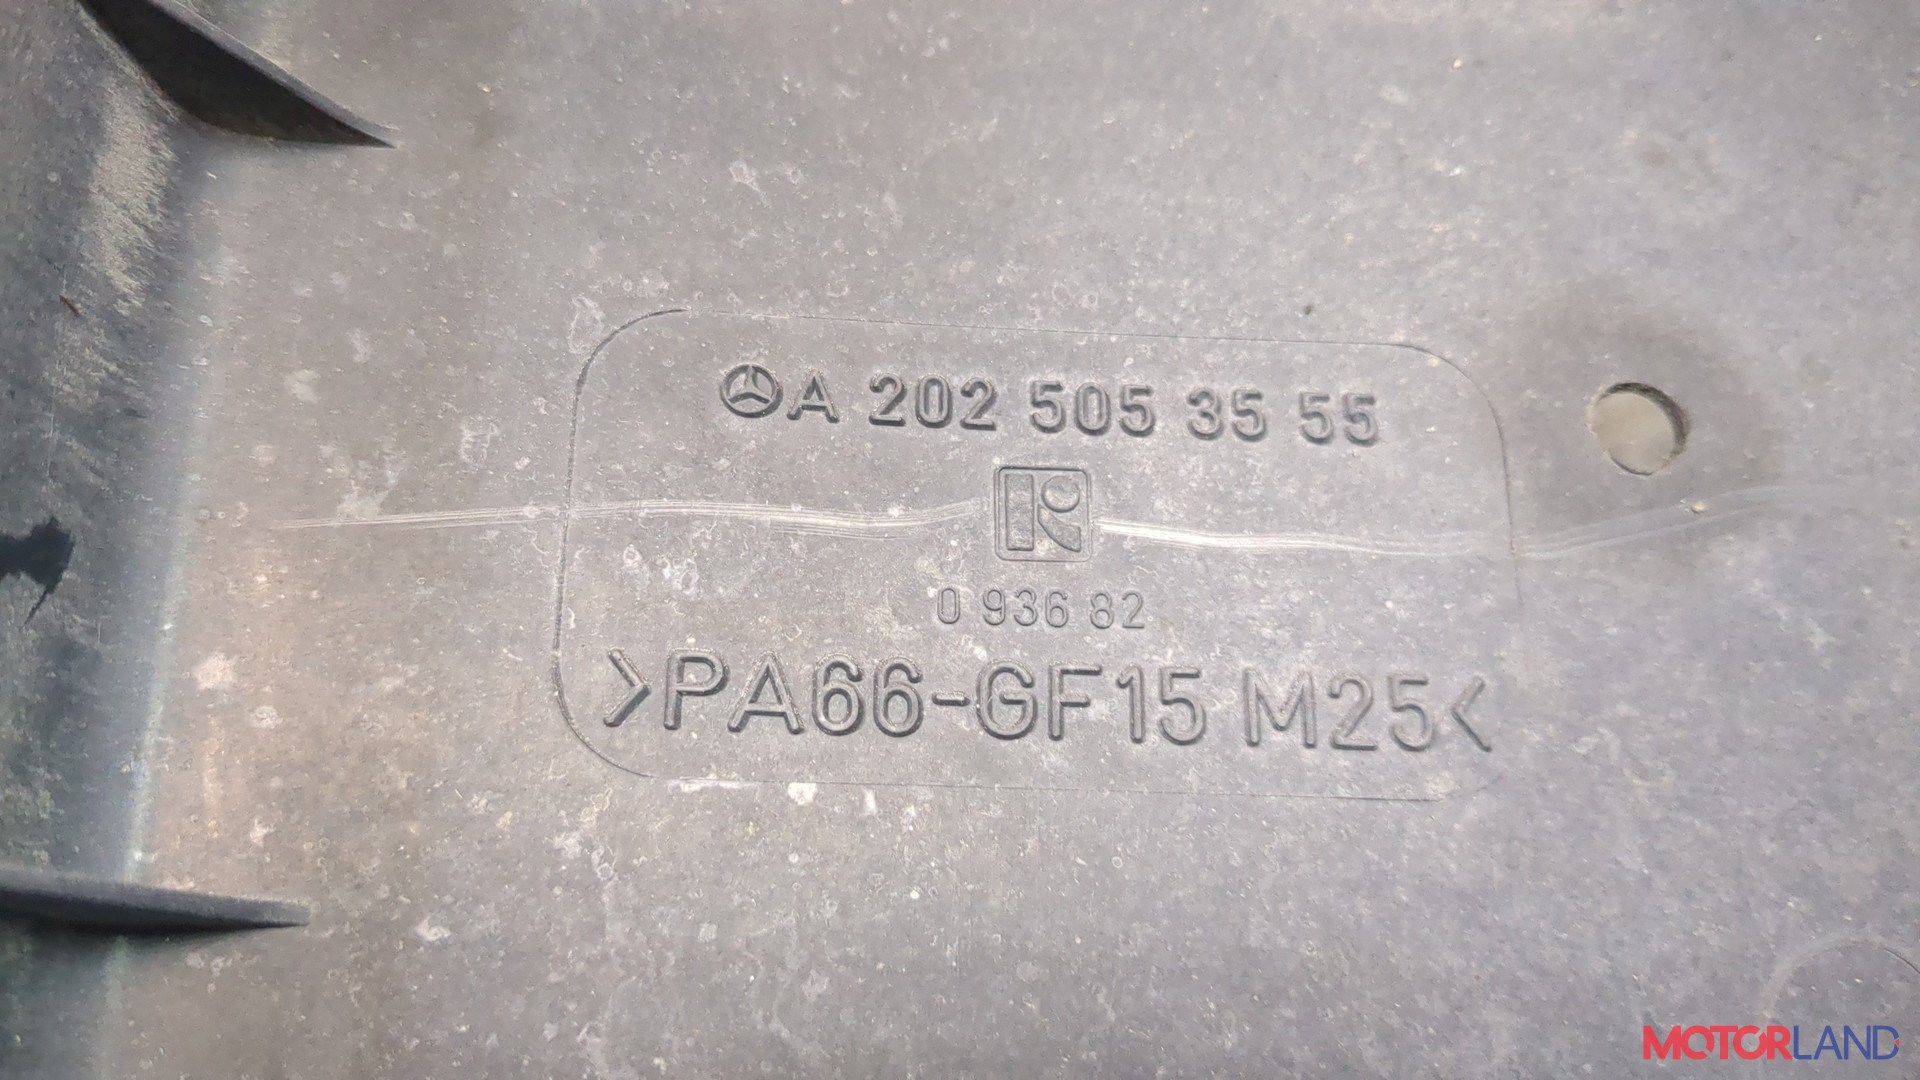 A 202 505 35 55
0 936 82
>PA66-GF15 M25<
MOTORLAND